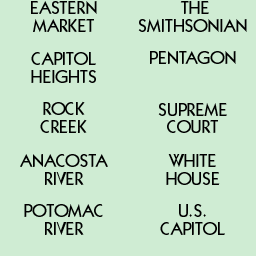 EASTERN
MARKET
THE
SMITHSONIAN
CAPITOL
HEIGHTS
PENTAGON
ROCK
CREEK
SUPREME
COURT
ANACOSTA
RIVER
WHITE
HOUSE
POTOMAC
RIVER
U.S.
CAPITOL